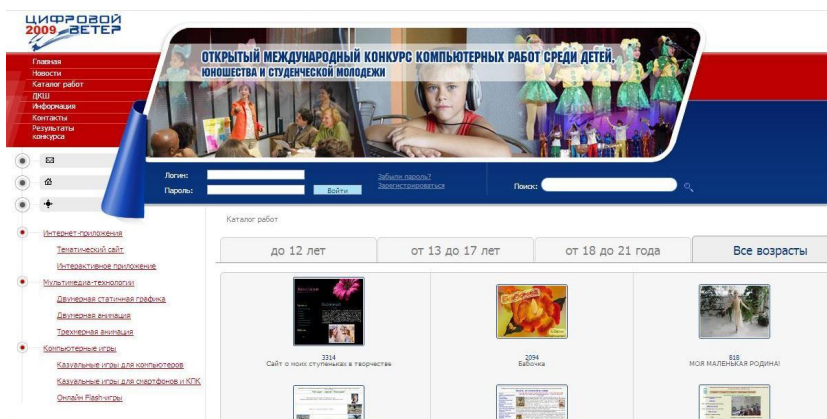 ЦИФРОВОЙ
2009 ВЕТЕР
ОТКРЫТЫЙ МЕЖДУНАРОДНЫЙ КОНКУРС КОМПЬЮТЕРНЫХ РАБОТ СРЕДИ ДЕТЕЙ,
ЮНОШЕСТВА И СТУДЕНЧЕСКОЙ МОЛОДЕЖИ
Главная
Новости
Каталог работ
ДКШ
Информация
Контакты
Результаты
конкурса
Логин:
Забыли пароль?
Пароль:
Войти
Зарегистрироваться
Поиск:
Каталог работ
до 12 лет
от 13 до 17 лет
от 18 до 21 года
Все возрасты
Интернет-приложения
Тематический сайт
Интерактивное приложение
Мультимедиа-технологии
Двумерная статичная графика
Двумерная анимация
Трехмерная анимация
Компьютерные игры
Казуальные игры для компьютеров
Казуальные игры для смартфонов и КПК
Онлайн Flash-игры
3314
Сайт о моих ступеньках в творчестве
2094
Бабочка
818
МОЯ МАЛЕНЬКАЯ РОДИНА!